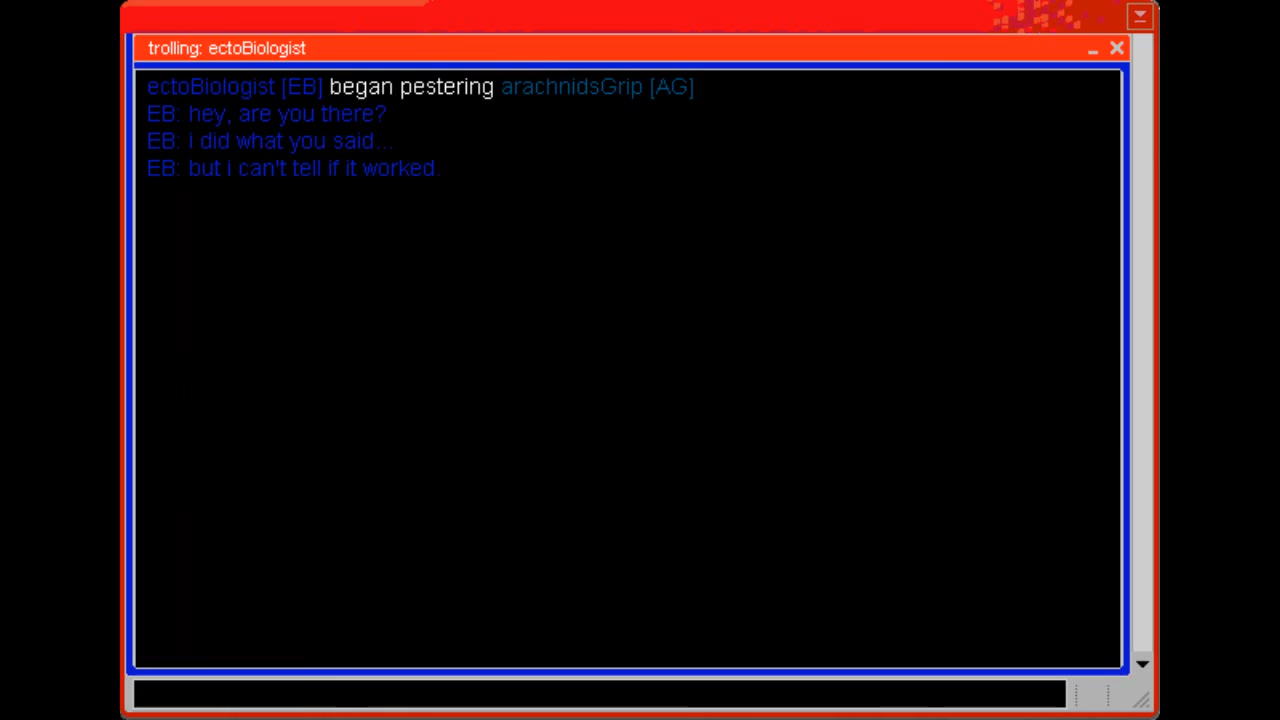 trolling: ectoBiologist
ectoBiologist [EB] began pestering arachnidsGrip [AG]
EB: hey, are you there?
EB: i did what you said...
EB: but i can't tell if it worked.